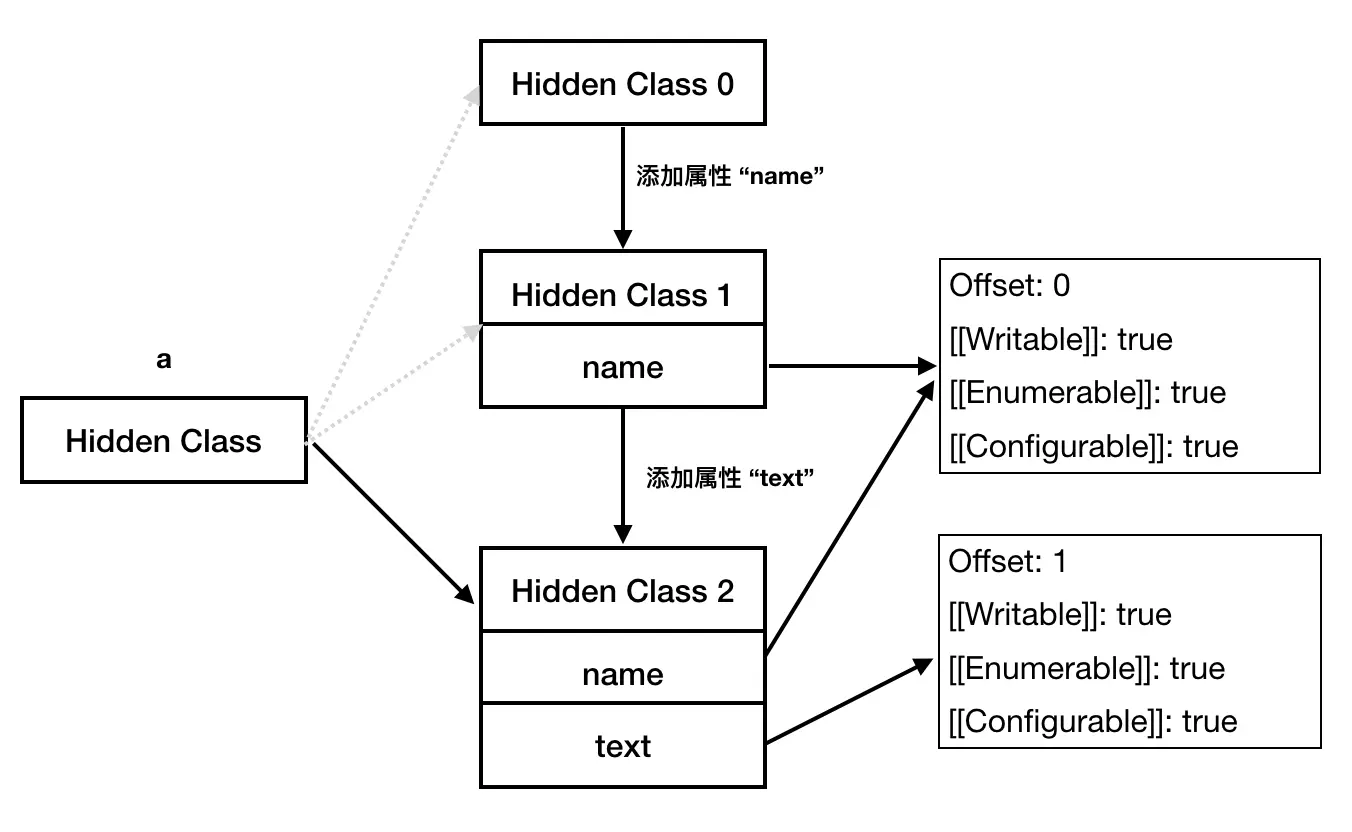 Hidden Class 0
添加属性 “name”
Hidden Class 1
name
a
Hidden Class
添加属性 “text”
Hidden Class 2
name
text
Offset: 0
[[Writable]]: true
[[Enumerable]]: true
[[Configurable]]: true
Offset: 1
[[Writable]]: true
[[Enumerable]]: true
[[Configurable]]: true